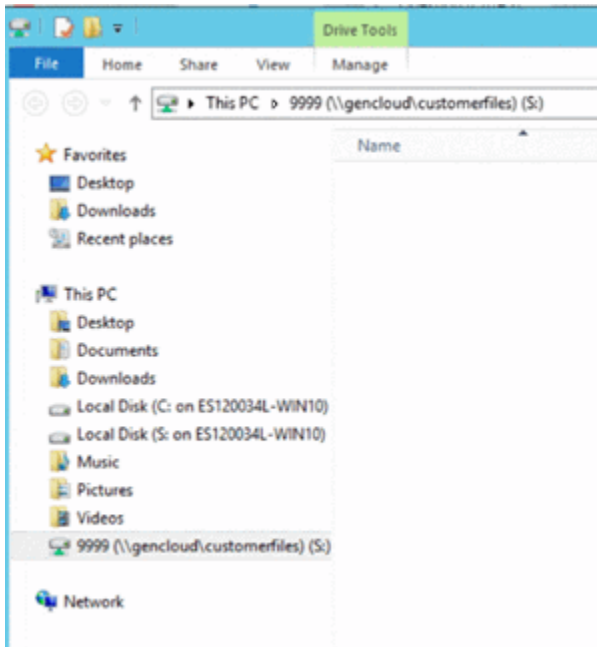 Drive Tools
File Home Share View Manage
This PC 9999 (\\gencloud\customerfiles) (S:)
Name
Favorites
Desktop
Downloads
Recent places
This PC
Desktop
Documents
Downloads
Local Disk (C: on ES120034L-WIN10)
Local Disk (S: on ES120034L-WIN10)
Music
Pictures
Videos
9999 (\\gencloud\customerfiles) (S:)
Network